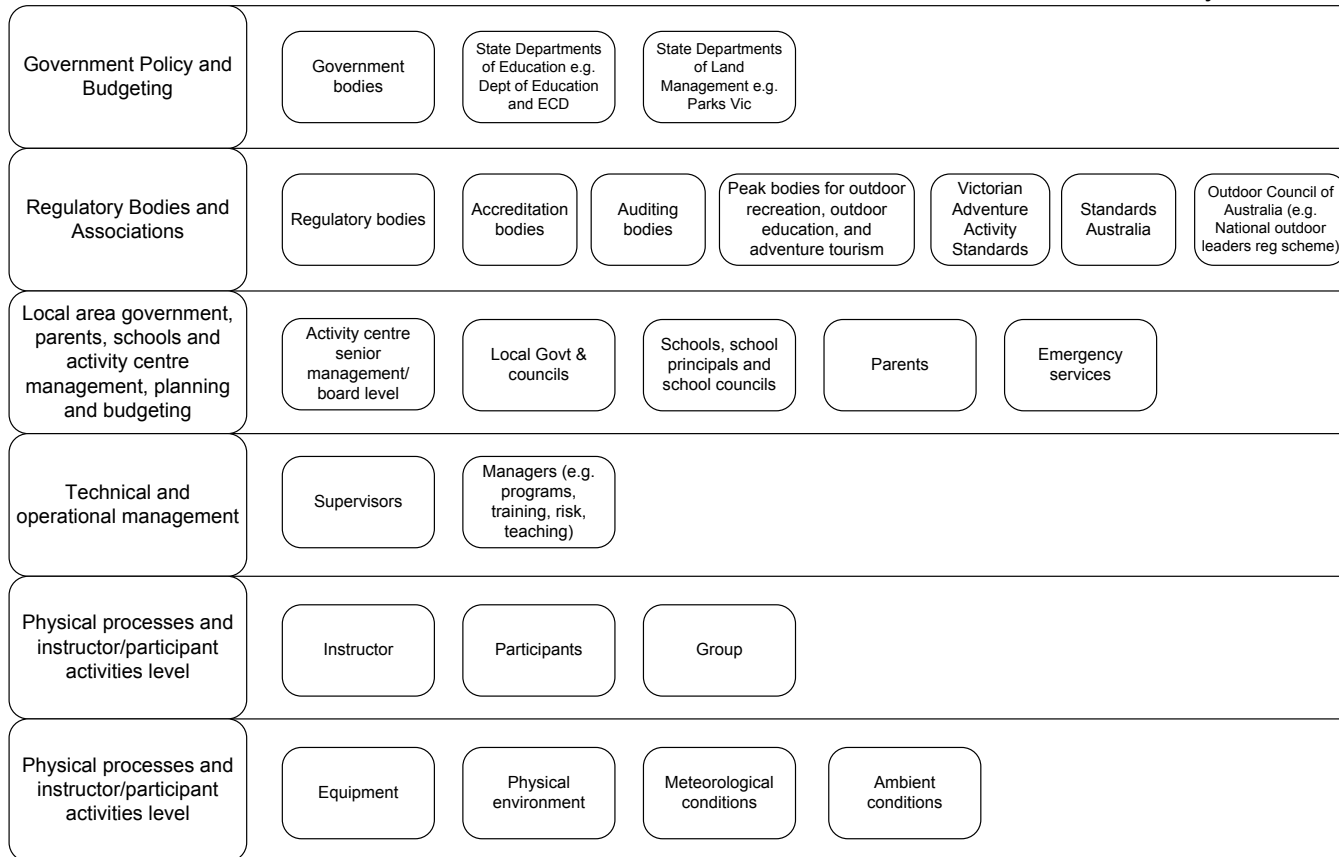 Government Policy and
Budgeting
Government
bodies
State Departments
of Education e.g.
Dept of Education
and ECD
State Departments
of Land
Management e.g.
Parks Vic
Regulatory Bodies and
Associations
Regulatory bodies
Accreditation
bodies
Auditing
bodies
Peak bodies for outdoor
recreation, outdoor
education, and
adventure tourism
Victorian
Adventure
Activity
Standards
Standards
Australia
Outdoor Council of
Australia (e.g.
National outdoor
leaders reg scheme)
Local area government,
parents, schools and
activity centre
management, planning
and budgeting
Activity centre
senior
management/
board level
Local Govt &
councils
Schools, school
principals and
school councils
Parents
Emergency
services
Technical and
operational management
Supervisors
Managers (e.g.
programs,
training, risk,
teaching)
Physical processes and
instructor/participant
activities level
Instructor
Participants
Group
Physical processes and
instructor/participant
activities level
Equipment
Physical
environment
Meteorological
conditions
Ambient
conditions